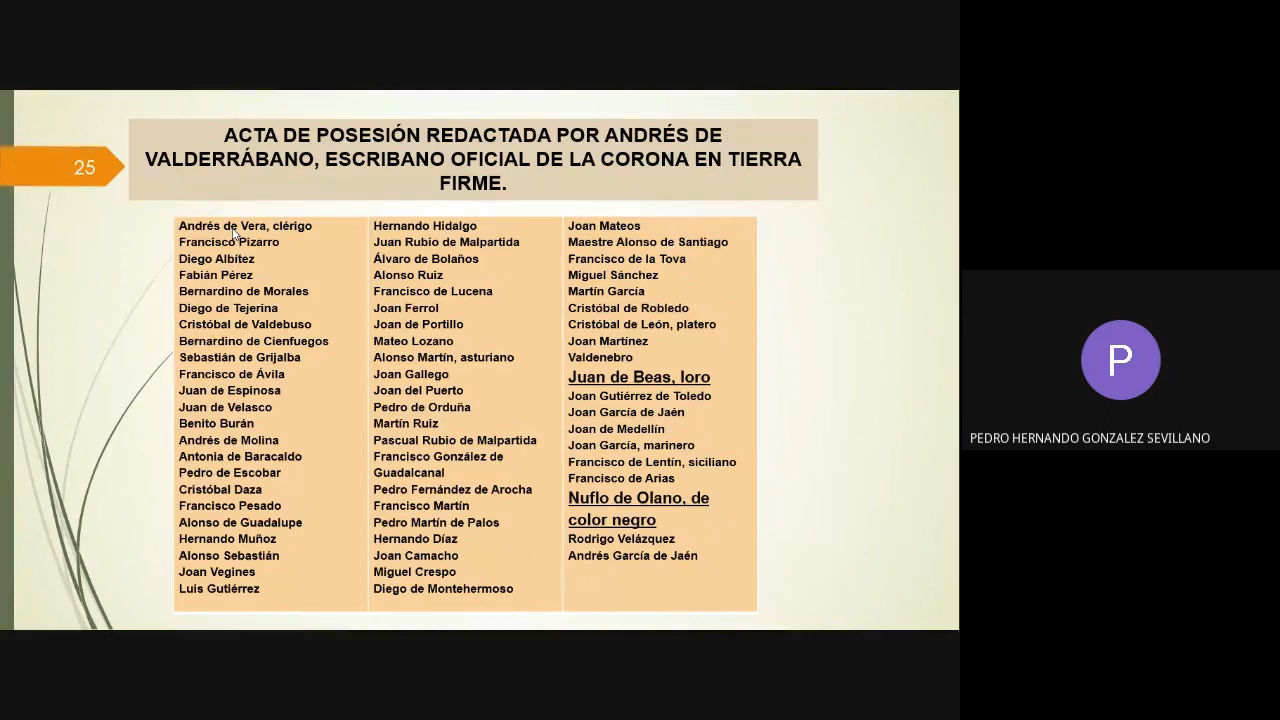 25
ACTA DE POSESIÓN REDACTADA POR ANDRÉS DE
VALDERRÁBANO, ESCRIBANO OFICIAL DE LA CORONA EN TIERRA
FIRME.
Andrés de Vera, clérigo
Francisco Pizarro
Diego Albítez
Fabián Pérez
Bernardino de Morales
Diego de Tejerina
Cristóbal de Valdebuso
Bernardino de Cienfuegos
Sebastián de Grijalba
Francisco de Ávila
Juan de Espinosa
Juan de Velasco
Benito Burán
Andrés de Molina
Antonia de Baracaldo
Pedro de Escobar
Cristóbal Daza
Francisco Pesado
Alonso de Guadalupe
Hernando Muñoz
Alonso Sebastián
Joan Vegines
Luis Gutiérrez
Hernando Hidalgo
Juan Rubio de Malpartida
Álvaro de Bolaños
Alonso Ruiz
Francisco de Lucena
Joan Ferrol
Joan de Portillo
Mateo Lozano
Alonso Martín, asturiano
Joan Gallego
Joan del Puerto
Pedro de Orduña
Martín Ruiz
Pascual Rubio de Malpartida
Francisco González de
Guadalcanal
Pedro Fernández de Arocha
Francisco Martín
Pedro Martín de Palos
Hernando Díaz
Joan Camacho
Miguel Crespo
Diego de Montehermoso
Joan Mateos
Maestre Alonso de Santiago
Francisco de la Tova
Miguel Sánchez
Martín García
Cristóbal de Robledo
Cristóbal de León, platero
Joan Martínez
Valdenebro
Juan de Beas, loro
Joan Gutiérrez de Toledo
Joan García de Jaén
Joan de Medellín
Joan García, marinero
Francisco de Lentín, siciliano
Francisco de Arias
Nuflo de Olano, de
color negro
Rodrigo Velázquez
Andrés García de Jaén
P
PEDRO HERNANDO GONZALEZ SEVILLANO